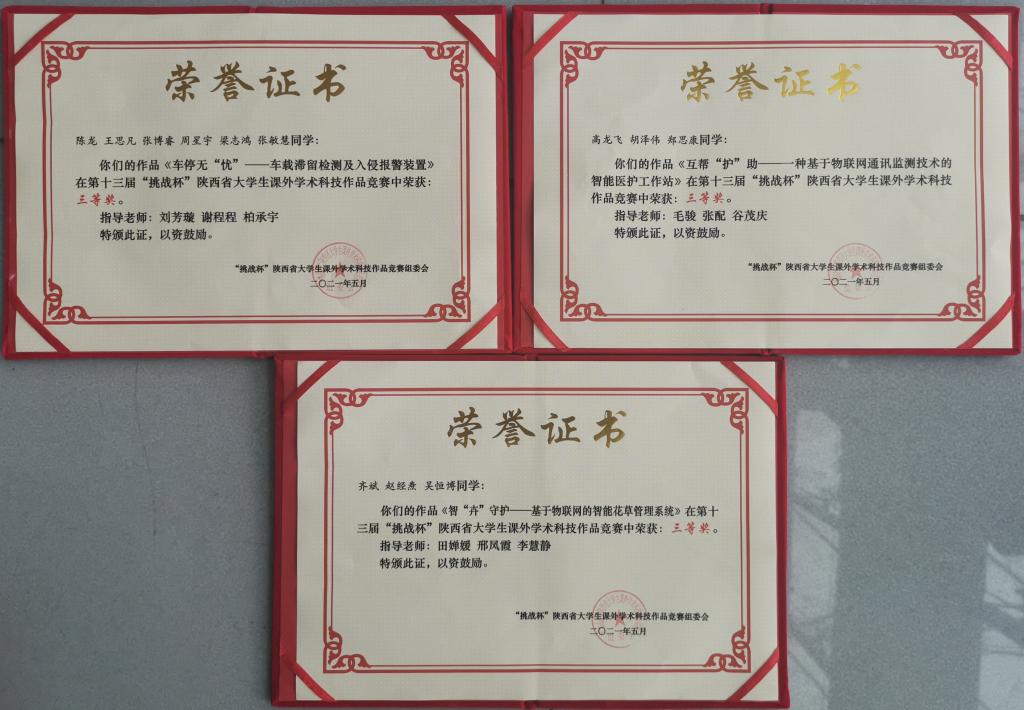 荣誉证书
陈龙 王思凡 张博睿 周星宇 梁志鸿 张敏慧同学：
你们的作品《车停无“忧”——车载滞留检测及入侵报警装置》
在第十三届“挑战杯”陕西省大学生课外学术科技作品竞赛中荣获：
三等奖。
指导老师：刘芳璇 谢程程 柏承宇
特颁此证，以资鼓励。
“挑战杯”陕西省大学生课外学术科技作品竞赛组委会
二〇二一年五月
荣誉证书
高龙飞 胡泽伟 郑思康同学：
你们的作品《互帮“护”助——一种基于物联网通讯监测技术的
智能医护工作站》在第十三届“挑战杯”陕西省大学生课外学术科技
作品竞赛中荣获：三等奖。
指导老师：毛骏 张配 谷茂庆
特颁此证，以资鼓励。
“挑战杯”陕西省大学生课外学术科技作品竞赛组委会
二〇二一年五月
荣誉证书
齐斌 赵经焘 吴恒博同学：
你们的作品《智“卉”守护——基于物联网的智能花草管理系统》在第十
三届“挑战杯”陕西省大学生课外学术科技作品竞赛中荣获：三等奖。
指导老师：田婵媛 邢凤霞 李慧静
特颁此证，以资鼓励。
“挑战杯”陕西省大学生课外学术科技作品竞赛组委会
二〇二一年五月